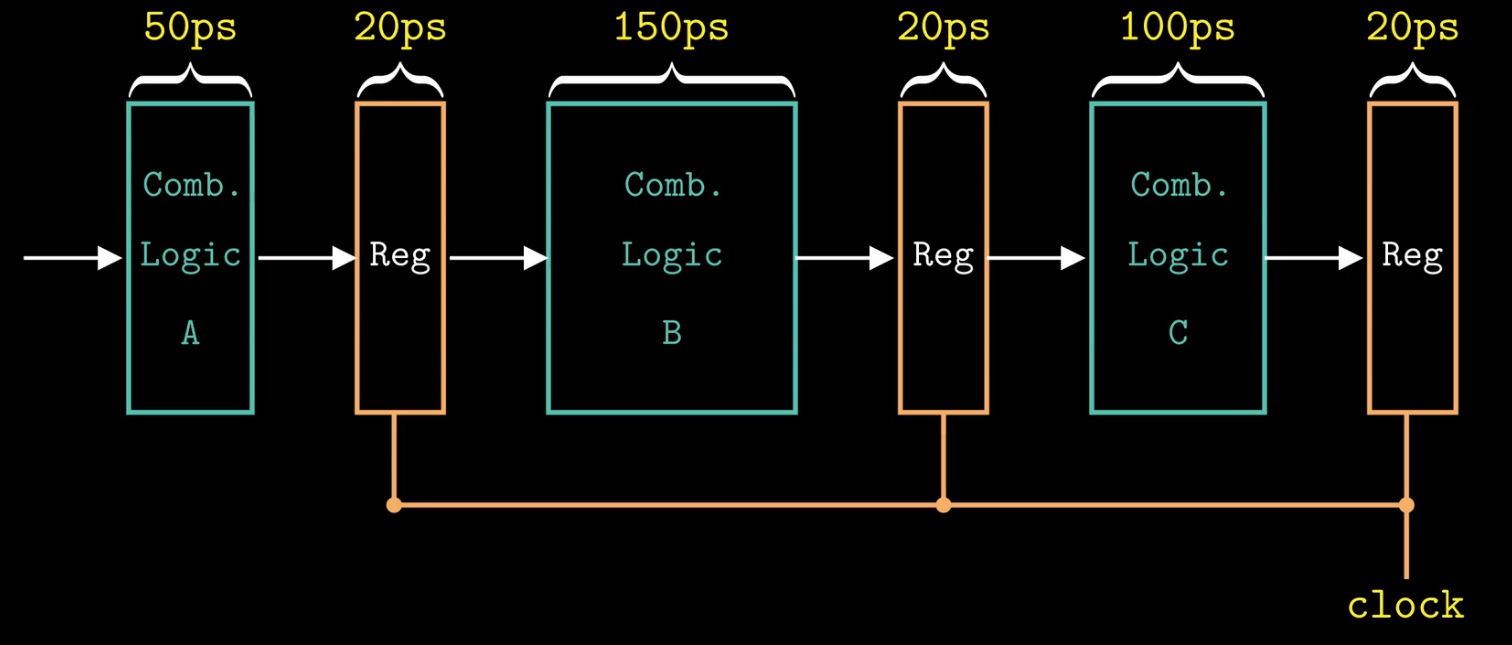 50ps 20ps 150ps 20ps 100ps 20ps
Comb.
Logic
A
Reg
Comb.
Logic
B
Reg
Comb.
Logic
C
Reg
clock